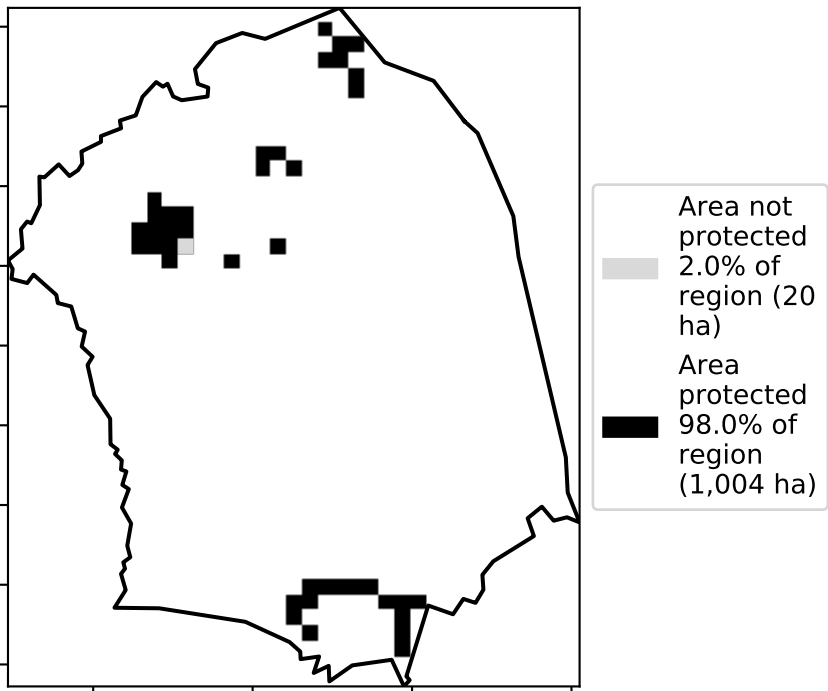 Area not
protected
2.0% of
region (20
ha)
Area
protected
98.0% of
region
(1,004 ha)